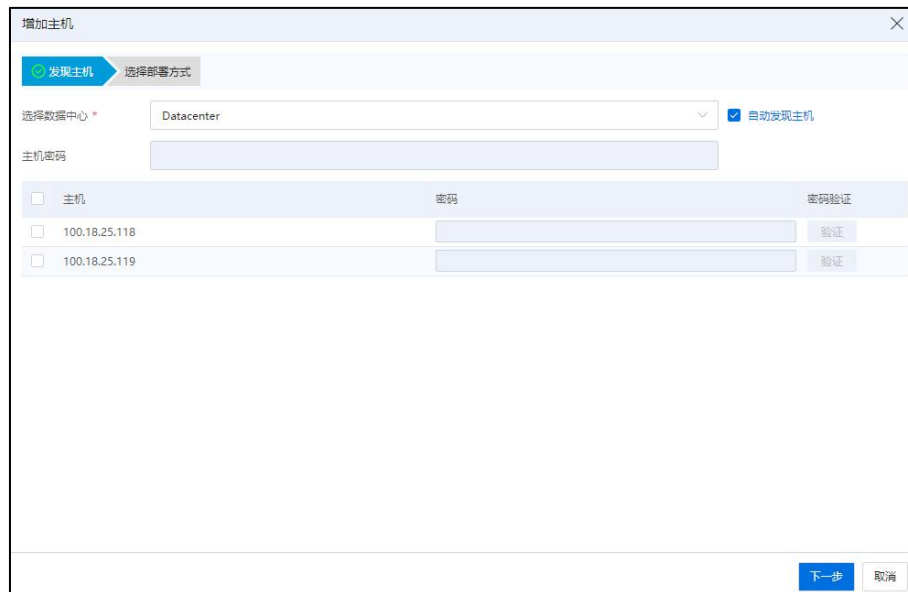 增加主机
发现主机 选择部署方式
选择数据中心 * Datacenter 自动发现主机
主机密码
主机 密码 密码验证
100.18.25.118 验证
100.18.25.119 验证
下一步 取消